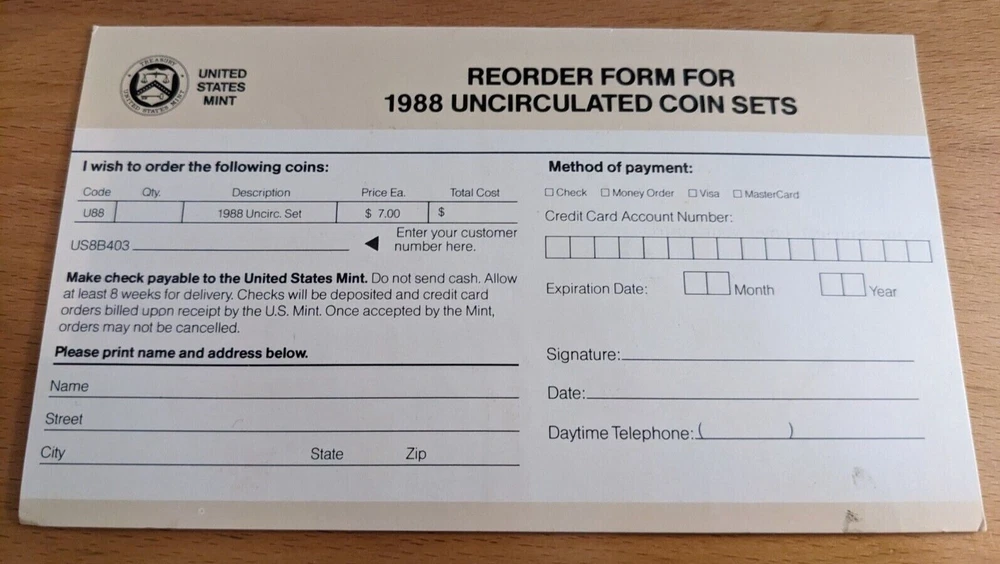 TREASURY
UNITED STATES MINT
UNITED
STATES
MINT
REORDER FORM FOR
1988 UNCIRCULATED COIN SETS
I wish to order the following coins:
Code Qty. Description Price Ea. Total Cost
U88 1988 Uncirc. Set $ 7.00 $
US8B403 Enter your customer
number here.
Make check payable to the United States Mint. Do not send cash. Allow
at least 8 weeks for delivery. Checks will be deposited and credit card
orders billed upon receipt by the U.S. Mint. Once accepted by the Mint,
orders may not be cancelled.
Please print name and address below.
Name
Street
City State Zip
Method of payment:
Check Money Order Visa MasterCard
Credit Card Account Number:
Expiration Date: Month Year
Signature:
Date:
Daytime Telephone: ( )